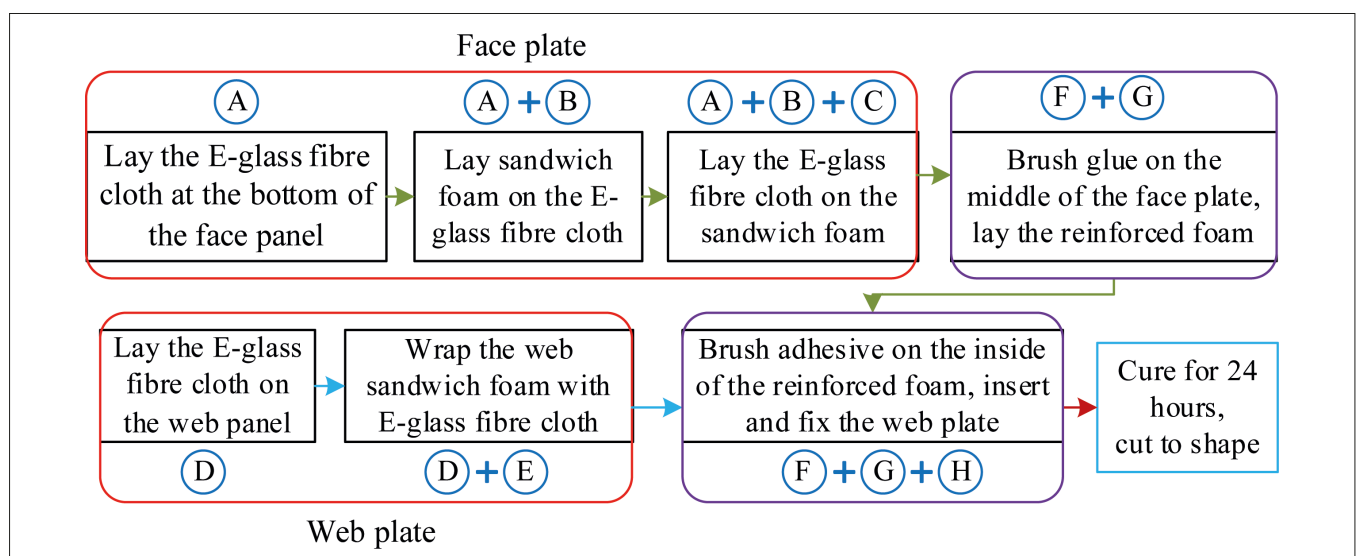 Face plate
A
A + B
A + B + C
F + G
Lay the E-glass fibre
cloth at the bottom of
the face panel
Lay sandwich
foam on the E-
glass fibre cloth
Lay the E-glass
fibre cloth on the
sandwich foam
Brush glue on the
middle of the face plate,
lay the reinforced foam
Lay the E-glass
fibre cloth on
the web panel
Wrap the web
sandwich foam with
E-glass fibre cloth
Brush adhesive on the inside
of the reinforced foam, insert
and fix the web plate
Cure for 24
hours,
cut to shape
D
D + E
F + G + H
Web plate